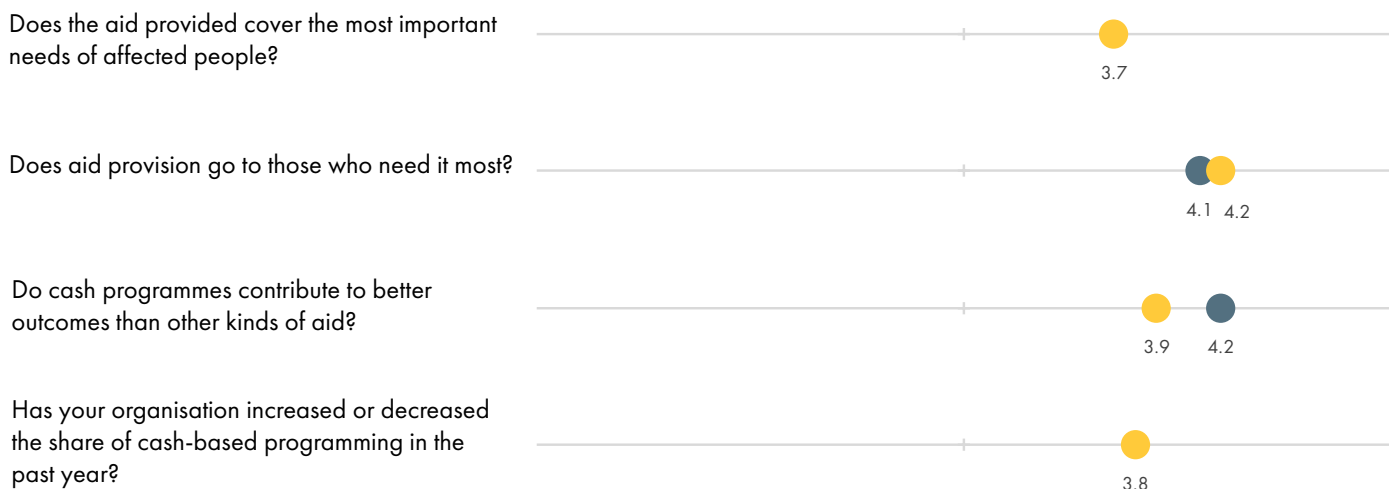 Does the aid provided cover the most important
needs of affected people?
3.7
Does aid provision go to those who need it most?
4.1 4.2
Do cash programmes contribute to better
outcomes than other kinds of aid?
3.9 4.2
Has your organisation increased or decreased
the share of cash-based programming in the
past year?
3.8